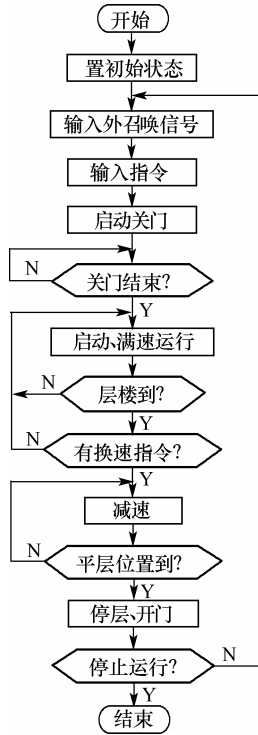 开始
置初始状态
输入外召唤信号
输入指令
启动关门
N
关门结束?
Y
启动、满速运行
N
层楼到?
Y
N
有换速指令?
Y
减速
N
平层位置到?
Y
停层、开门
停止运行?
N
Y
结束